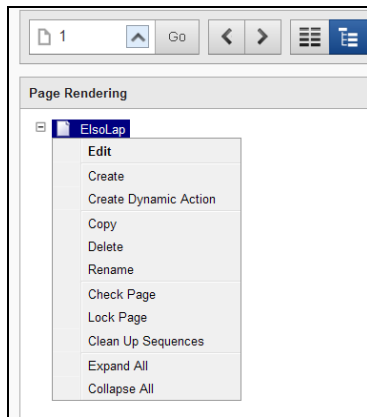 1
Go
Page Rendering
ElsoLap
Edit
Create
Create Dynamic Action
Copy
Delete
Rename
Check Page
Lock Page
Clean Up Sequences
Expand All
Collapse All